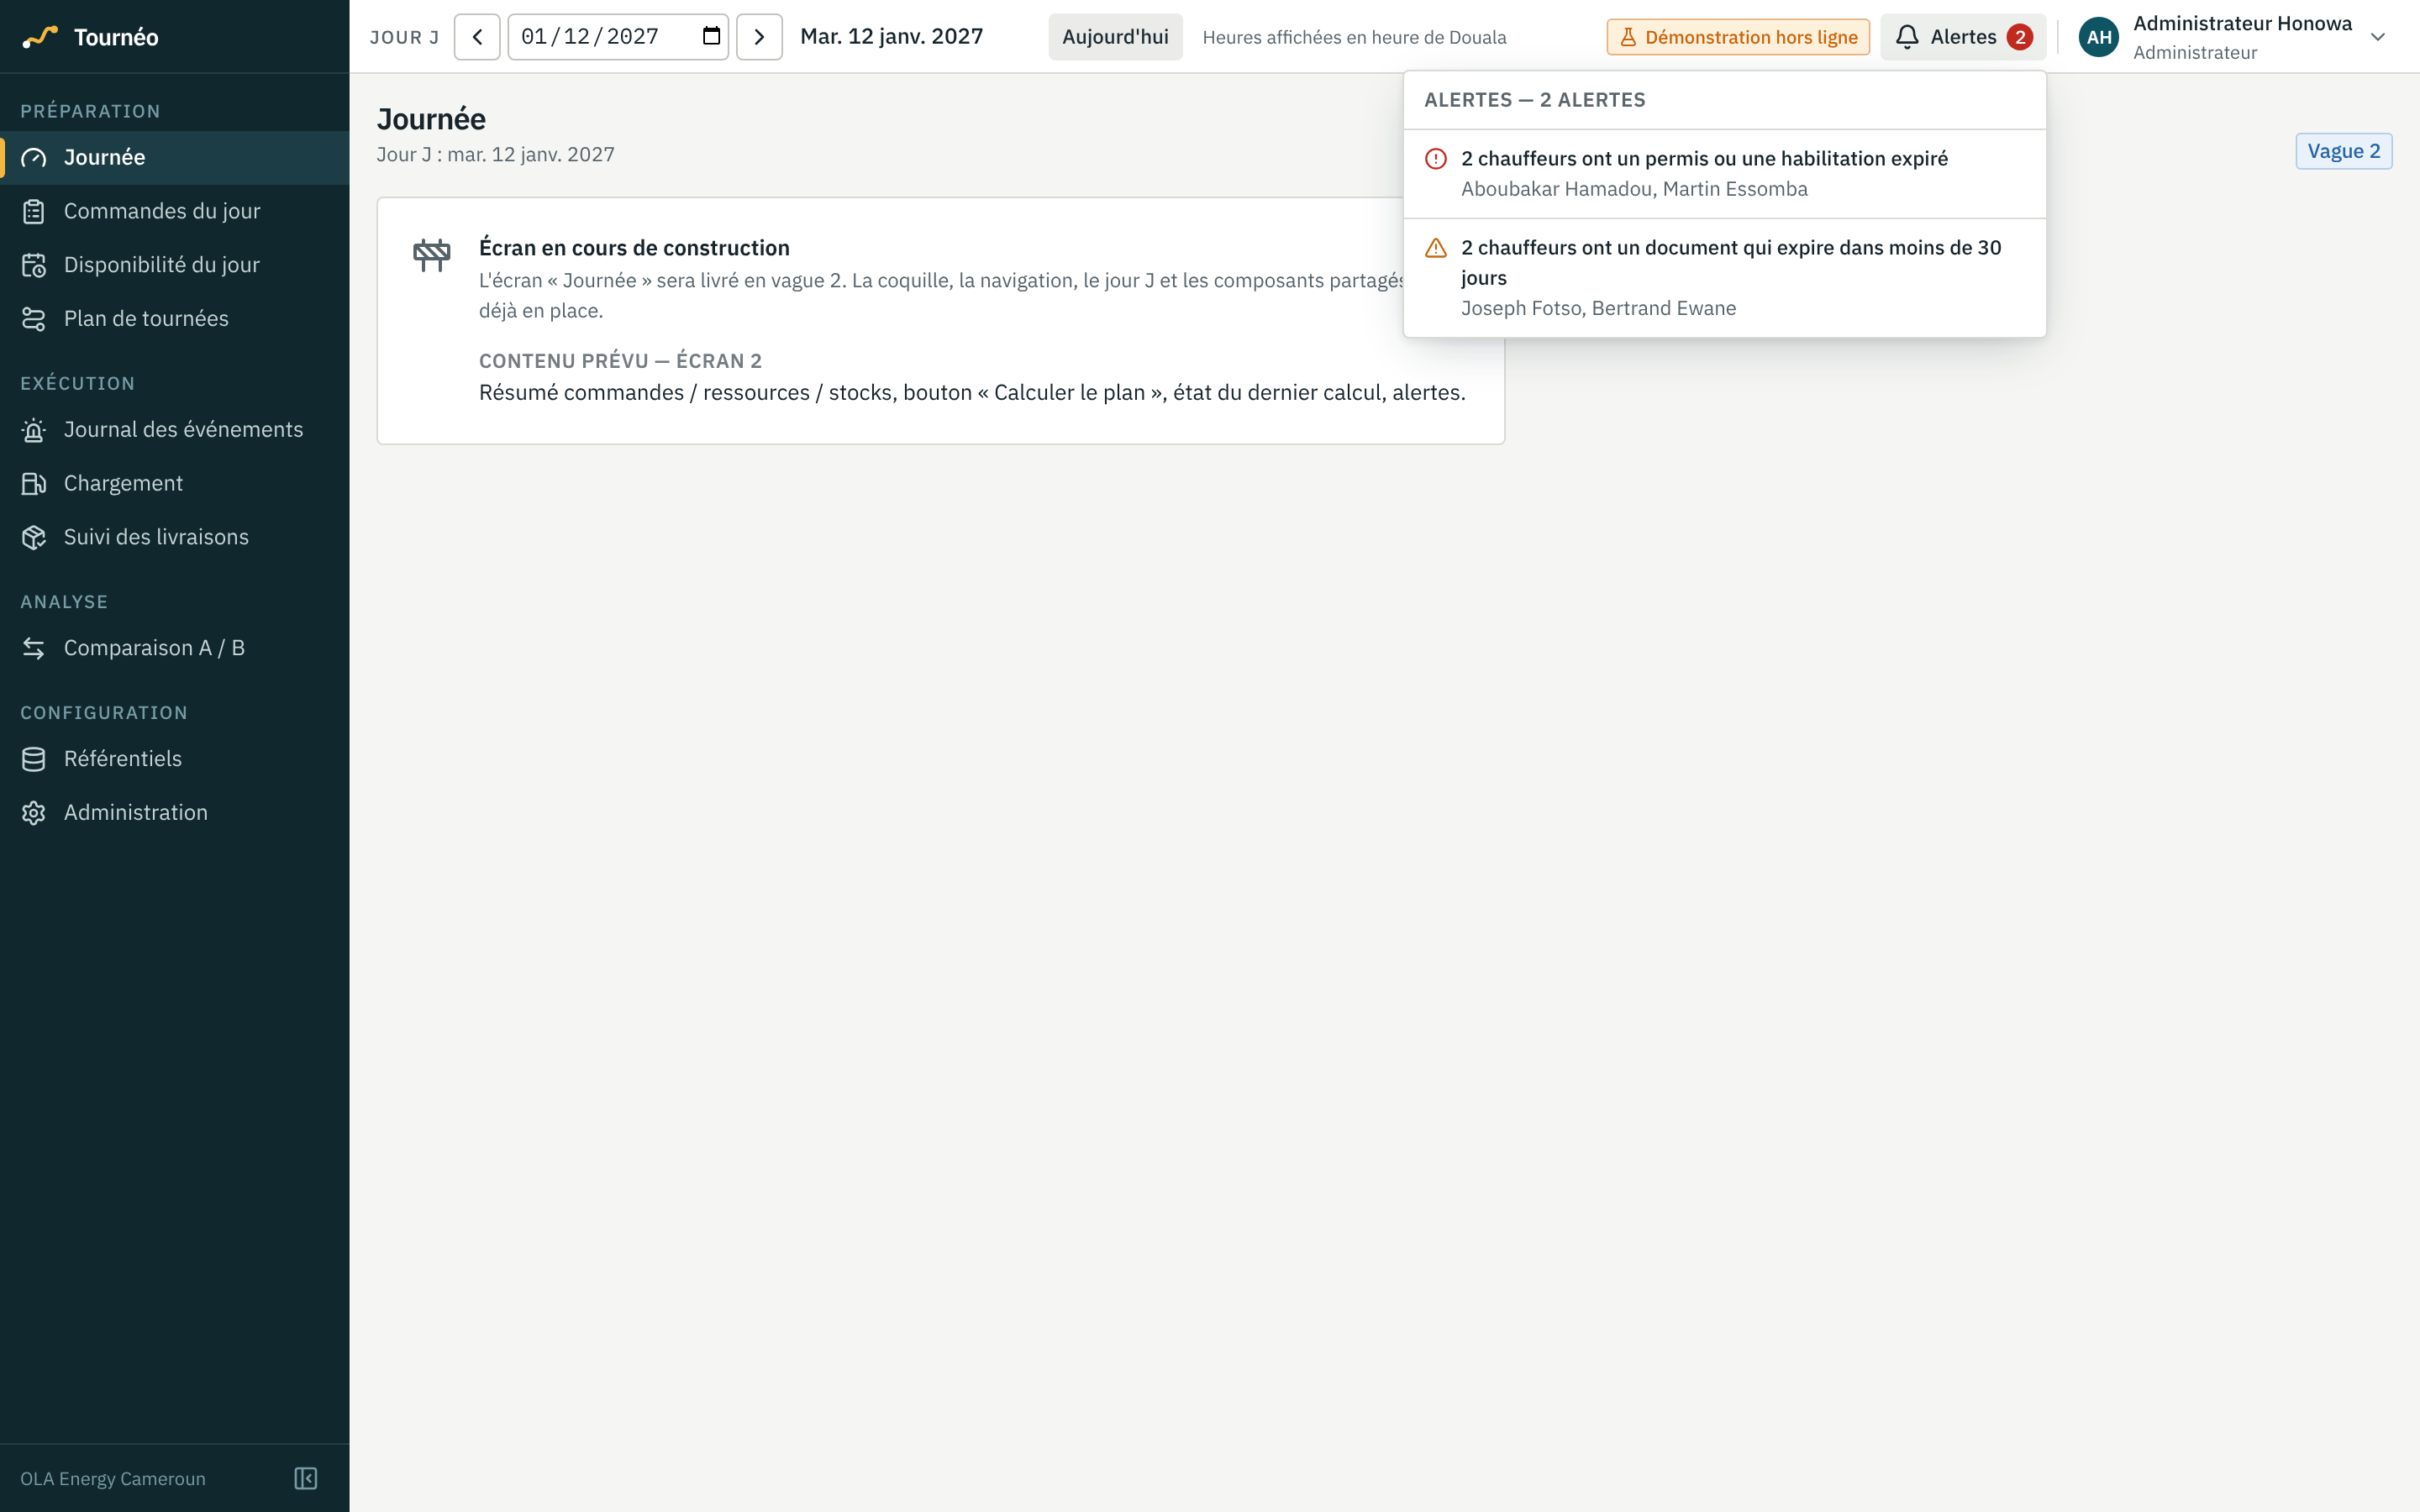 Tournéo
JOUR J
01/12/2027
Mar. 12 janv. 2027
Aujourd'hui
Heures affichées en heure de Douala
Démonstration hors ligne
Alertes 2
AH
Administrateur Honowa
Administrateur
PRÉPARATION
Journée
Commandes du jour
Disponibilité du jour
Plan de tournées
EXÉCUTION
Journal des événements
Chargement
Suivi des livraisons
ANALYSE
Comparaison A / B
CONFIGURATION
Référentiels
Administration
OLA Energy Cameroun
Journée
Jour J : mar. 12 janv. 2027
Vague 2
Écran en cours de construction
L'écran « Journée » sera livré en vague 2. La coquille, la navigation, le jour J et les composants
déjà en place.
CONTENU PRÉVU — ÉCRAN 2
Résumé commandes / ressources / stocks, bouton « Calculer le plan », état du dernier calcul, alertes.
ALERTES — 2 ALERTES
2 chauffeurs ont un permis ou une habilitation expiré
Aboubakar Hamadou, Martin Essomba
2 chauffeurs ont un document qui expire dans moins de 30
jours
Joseph Fotso, Bertrand Ewane